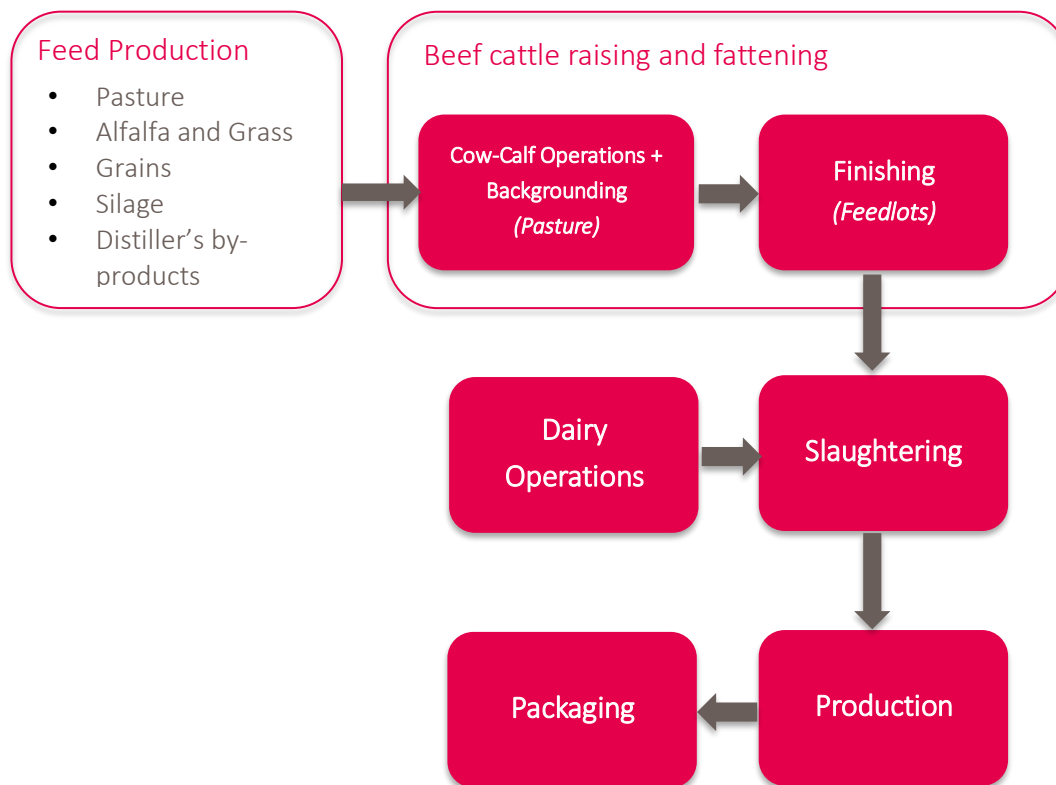 Feed Production
• Pasture
• Alfalfa and Grass
• Grains
• Silage
• Distiller’s by-
products
Beef cattle raising and fattening
Cow-Calf Operations +
Backgrounding
(Pasture)
Finishing
(Feedlots)
Dairy
Operations
Slaughtering
Packaging
Production